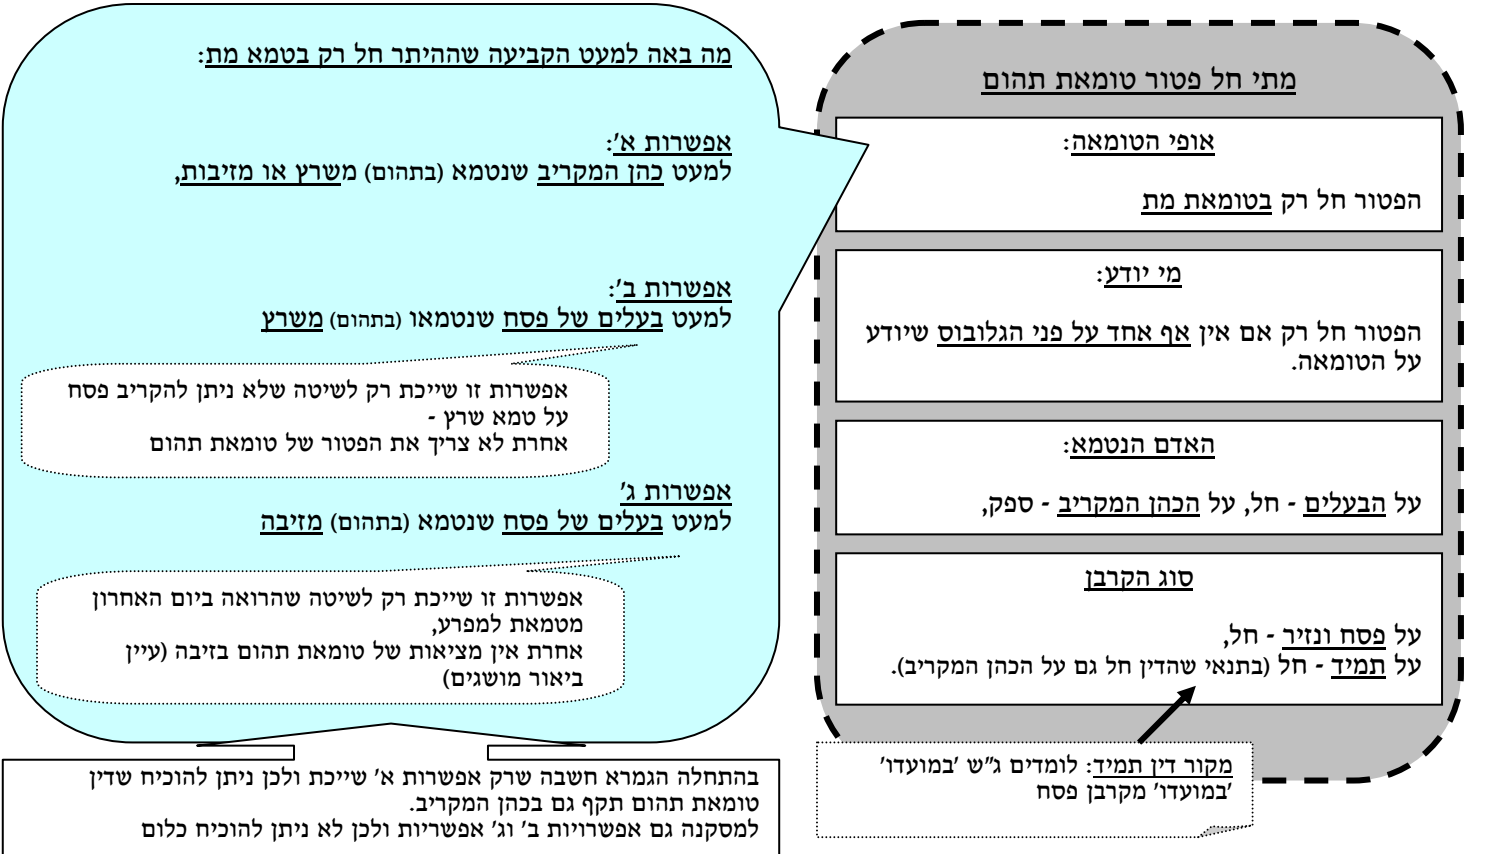 מתי חל פטור טומאת תהום
אופי הטומאה:
הפטור חל רק בטומאת מת
מי יודע:
הפטור חל רק אם אין אף אחד על פני הגלובוס שיודע
על הטומאה.
האדם הנטמא:
על הבעלים - חל, על הכהן המקריב - ספק,
סוג הקרבן
על פסח ונזיר - חל,
על תמיד - חל (בתנאי שהדין חל גם על הכהן המקריב).
מקור דין תמיד: לומדים ג"ש 'במועדו'
'במועדו' מקרבן פסח
מה באה למעט הקביעה שההיתר חל רק בטמא מת:
אפשרות א':
למעט כהן המקריב שנטמא (בתהום) משרץ או מזיבות,
אפשרות ב':
למעט בעלים של פסח שנטמאו (בתהום) משרץ
אפשרות זו שייכת רק לשיטה שלא ניתן להקריב פסח
על טמא שרץ -
אחרת לא צריך את הפטור של טומאת תהום
אפשרות ג'
למעט בעלים של פסח שנטמא (בתהום) מזיבה
אפשרות זו שייכת רק לשיטה שהרואה ביום האחרון
מטמאת למפרע,
אחרת אין מציאות של טומאת תהום בזיבה (עיין
ביאור מושגים)
בהתחלה הגמרא חשבה שרק אפשרות א' שייכת ולכן ניתן להוכיח שדין
טומאת תהום תקף גם בכהן המקריב.
למסקנה גם אפשרויות ב' וג' אפשריות ולכן לא ניתן להוכיח כלום